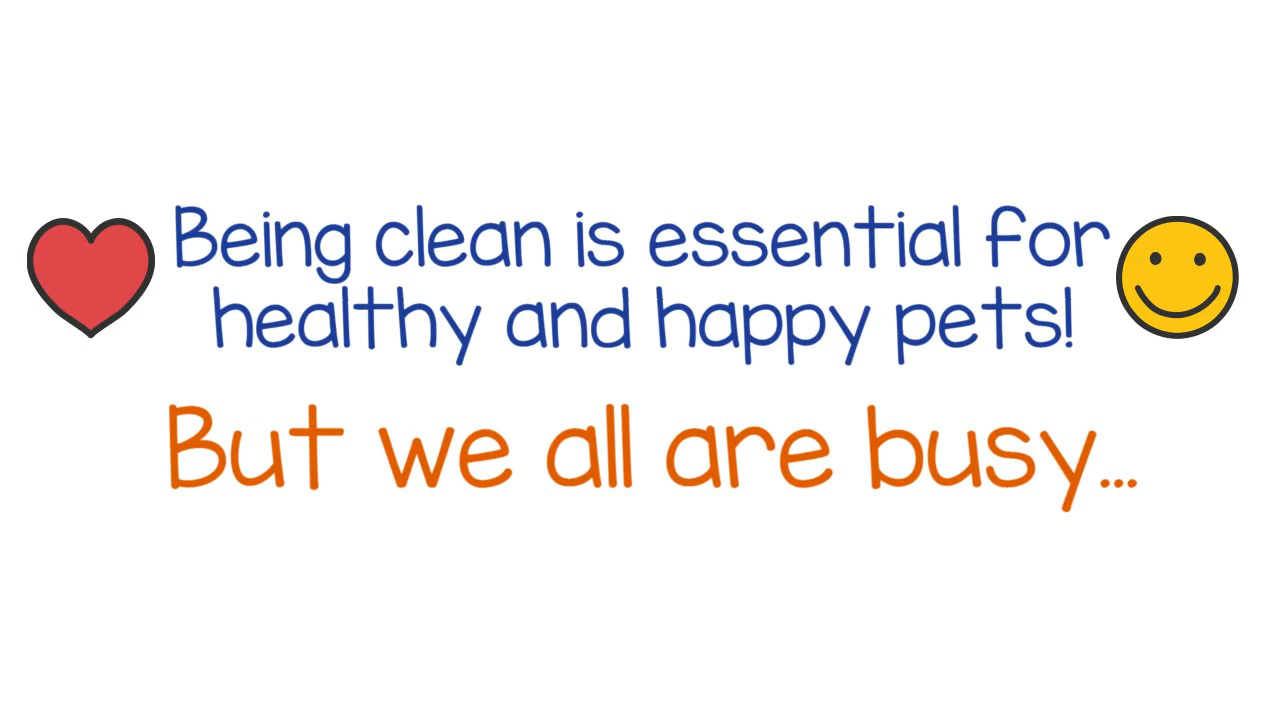 Being clean is essential for
healthy and happy pets!
But we all are busy...